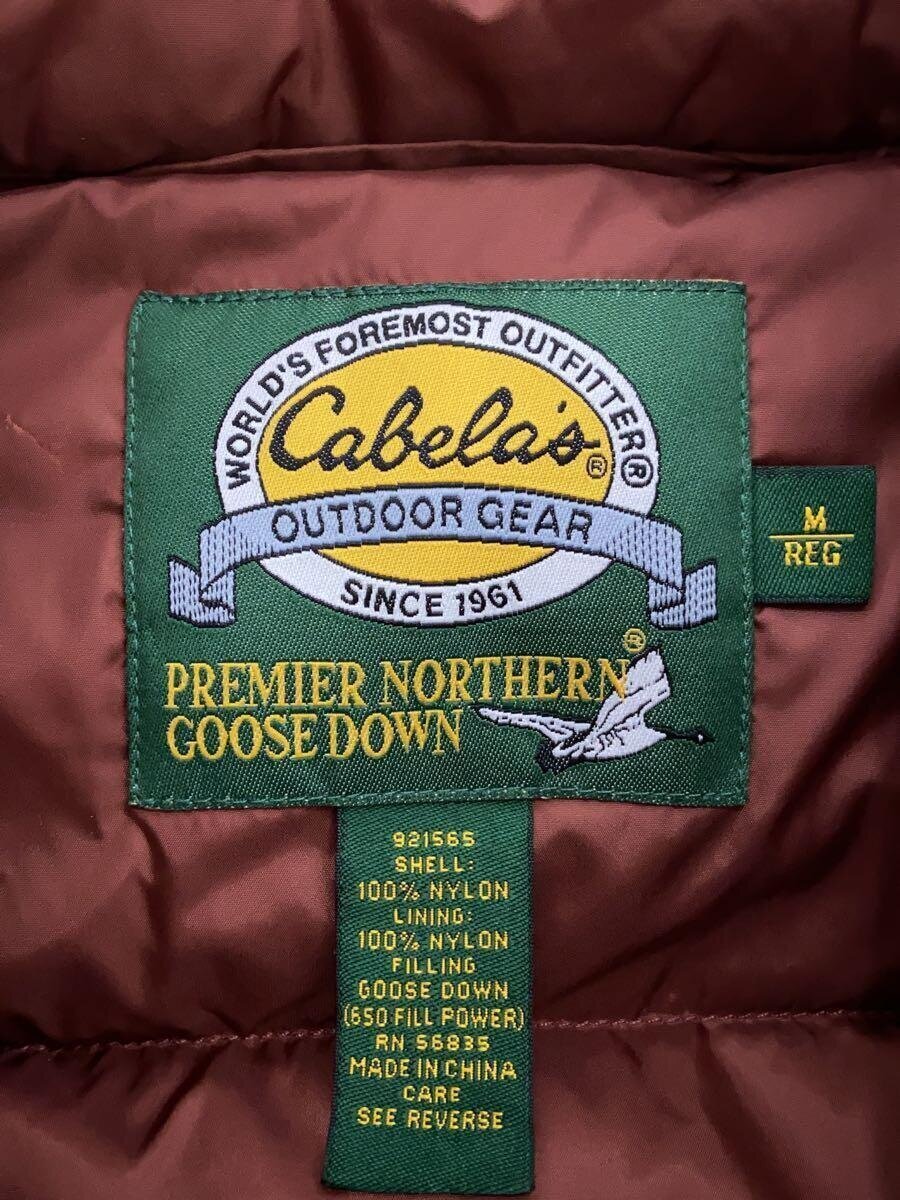 WORLD'S FOREMOST OUTFITTER®
Cabela's®
OUTDOOR GEAR
SINCE 1961
PREMIER NORTHERN®
GOOSE DOWN
M
REG
921565
SHELL:
100% NYLON
LINING:
100% NYLON
FILLING
GOOSE DOWN
(650 FILL POWER)
RN 56835
MADE IN CHINA
CARE
SEE REVERSE